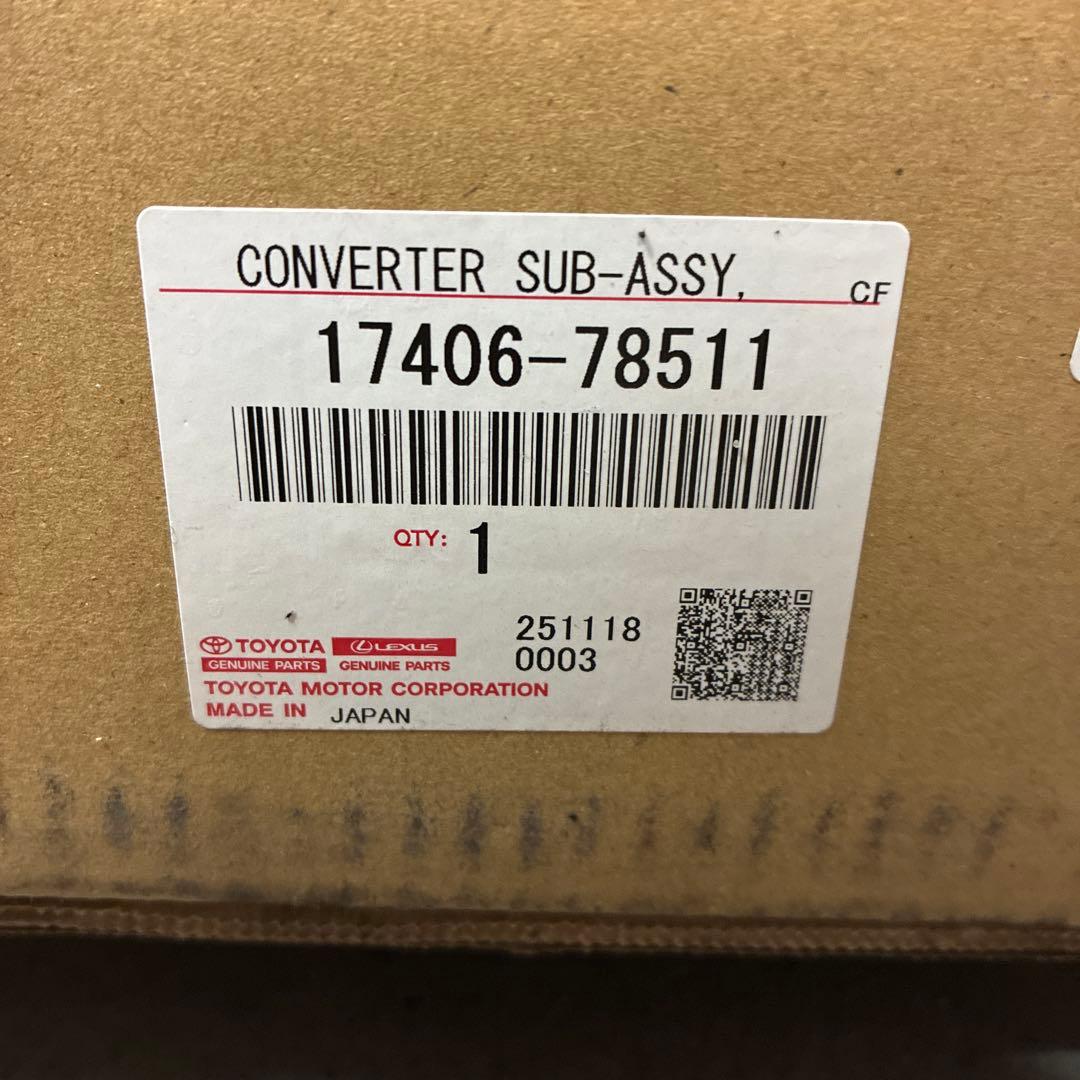 CONVERTER SUB-ASSY, CF
17406-78511
QTY: 1
251118
0003
TOYOTA LEXUS
GENUINE PARTS GENUINE PARTS
TOYOTA MOTOR CORPORATION
MADE IN JAPAN